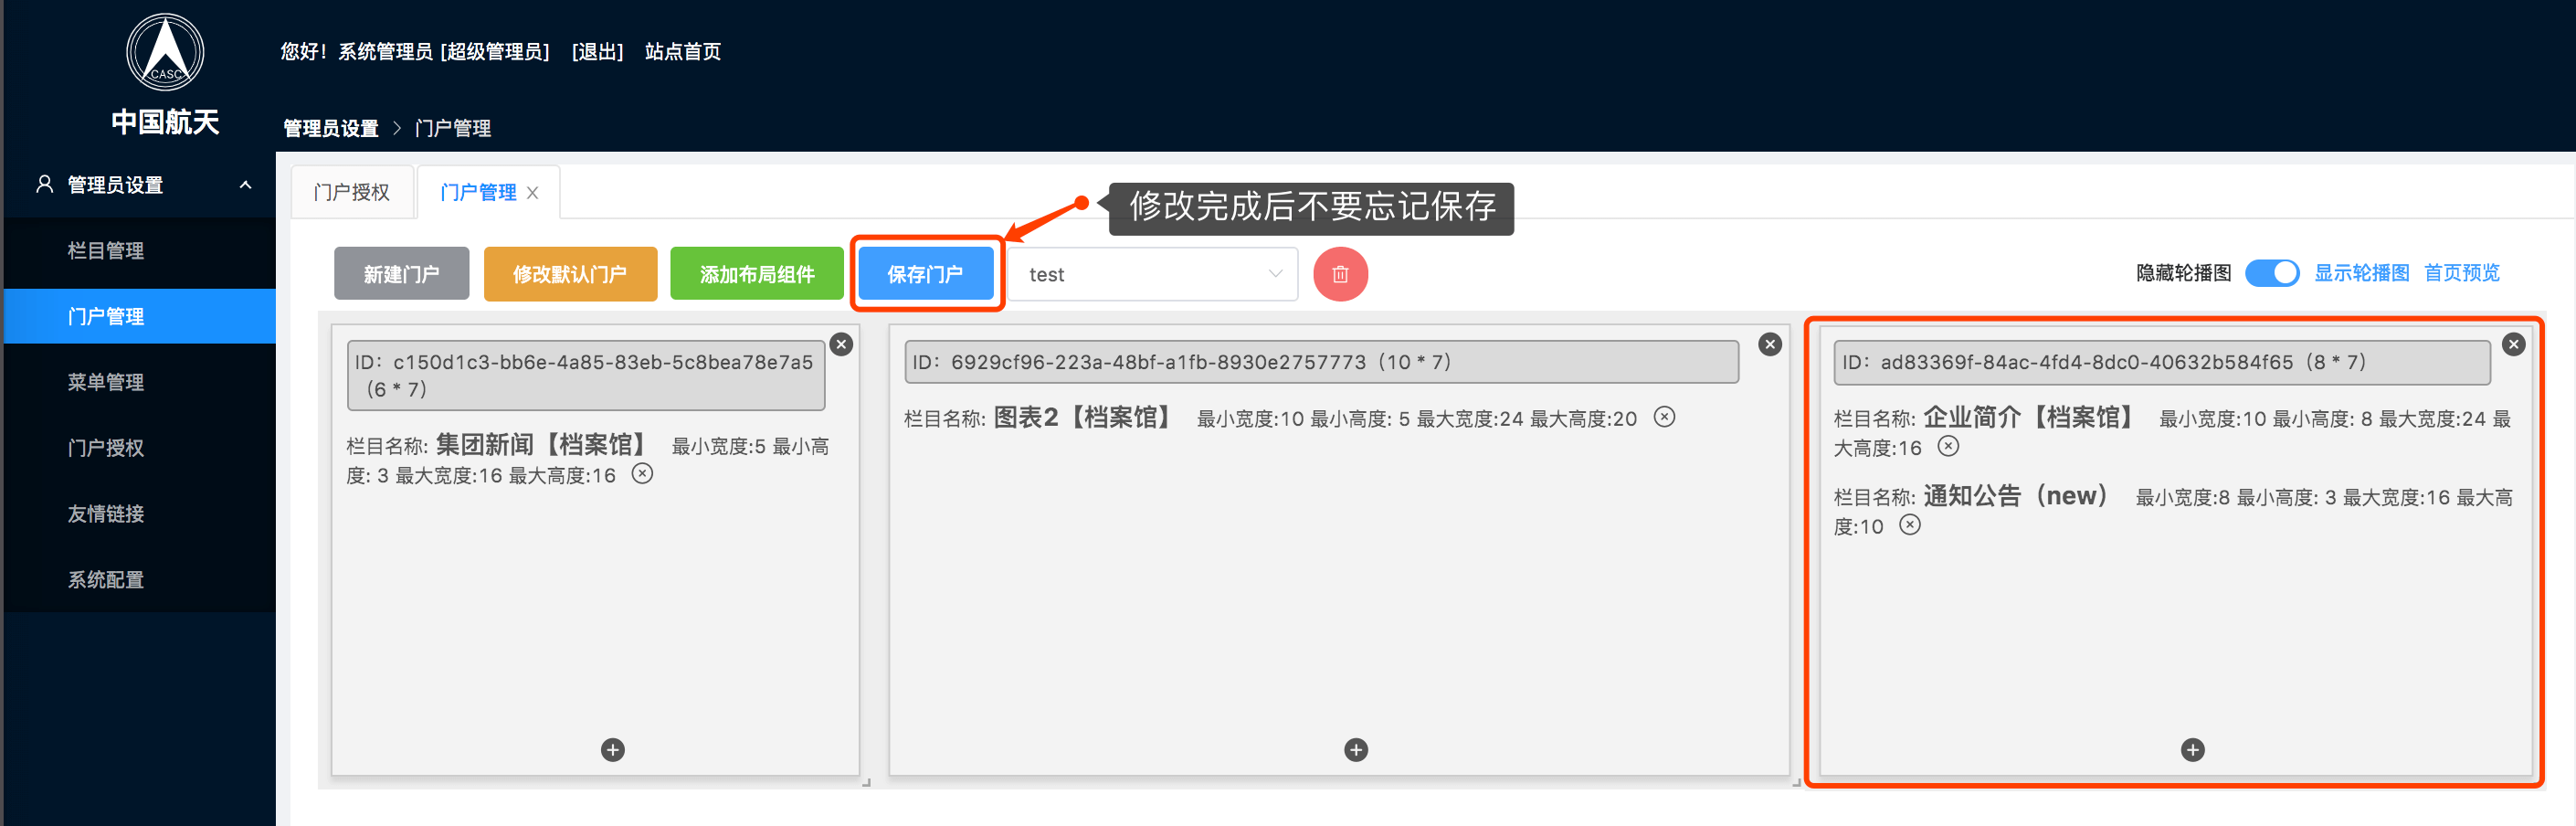 CASC
中国航天
您好！系统管理员 [超级管理员] [退出] 站点首页
管理员设置 > 门户管理
管理员设置
栏目管理
门户管理
菜单管理
门户授权
友情链接
系统配置
门户授权
门户管理
修改完成后不要忘记保存
新建门户
修改默认门户
添加布局组件
保存门户
test
隐藏轮播图
显示轮播图
首页预览
ID：c150d1c3-bb6e-4a85-83eb-5c8bea78e7a5
（6 * 7）
栏目名称: 集团新闻【档案馆】 最小宽度:5 最小高
度: 3 最大宽度:16 最大高度:16
ID：6929cf96-223a-48bf-a1fb-8930e2757773（10 * 7）
栏目名称: 图表2【档案馆】 最小宽度:10 最小高度: 5 最大宽度:24 最大高度:20
ID：ad83369f-84ac-4fd4-8dc0-40632b584f65（8 * 7）
栏目名称: 企业简介【档案馆】 最小宽度:10 最小高度: 8 最大宽度:24 最
大高度:16
栏目名称: 通知公告（new） 最小宽度:8 最小高度: 3 最大宽度:16 最大高
度:10